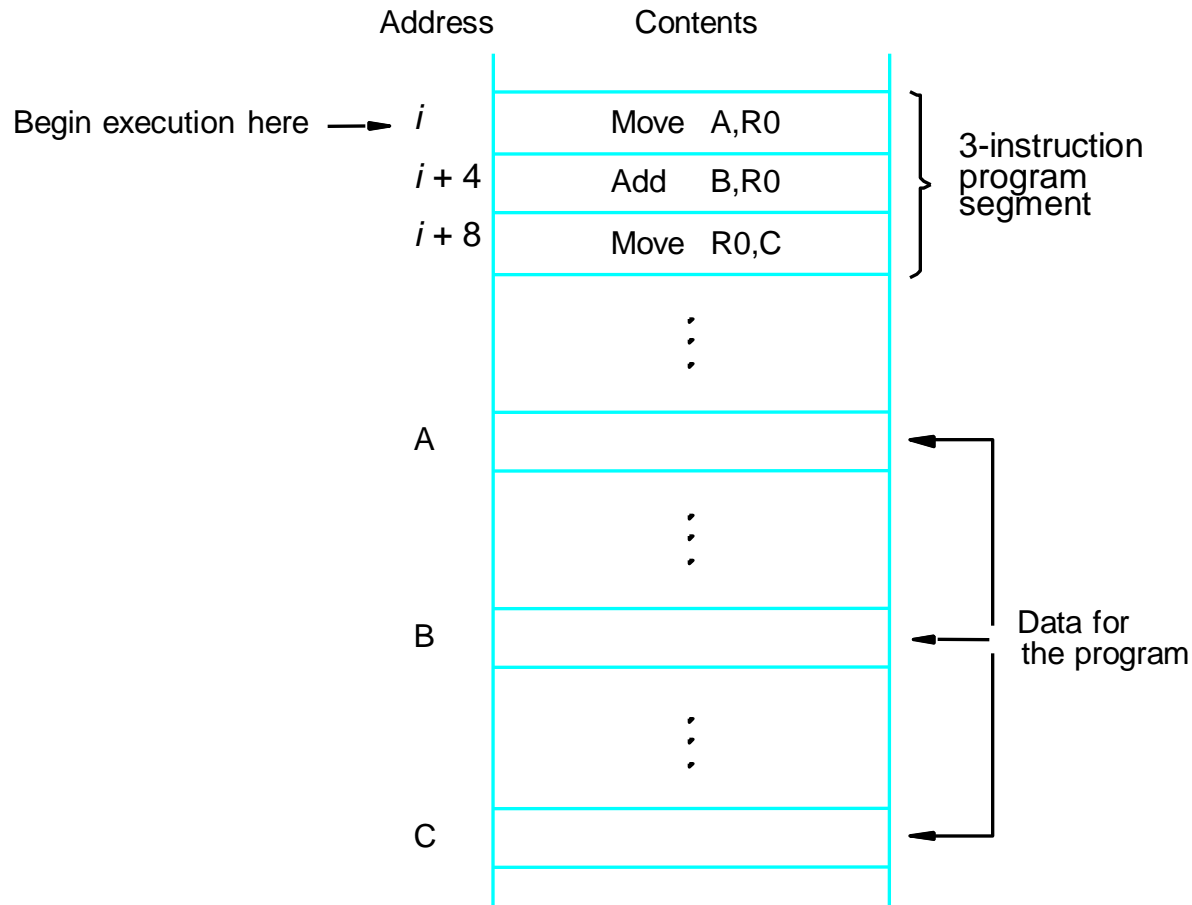 Address Contents
Begin execution here i Move A,R0
i + 4 Add B,R0
i + 8 Move R0,C
3-instruction
program
segment
A
B
C
Data for
the program